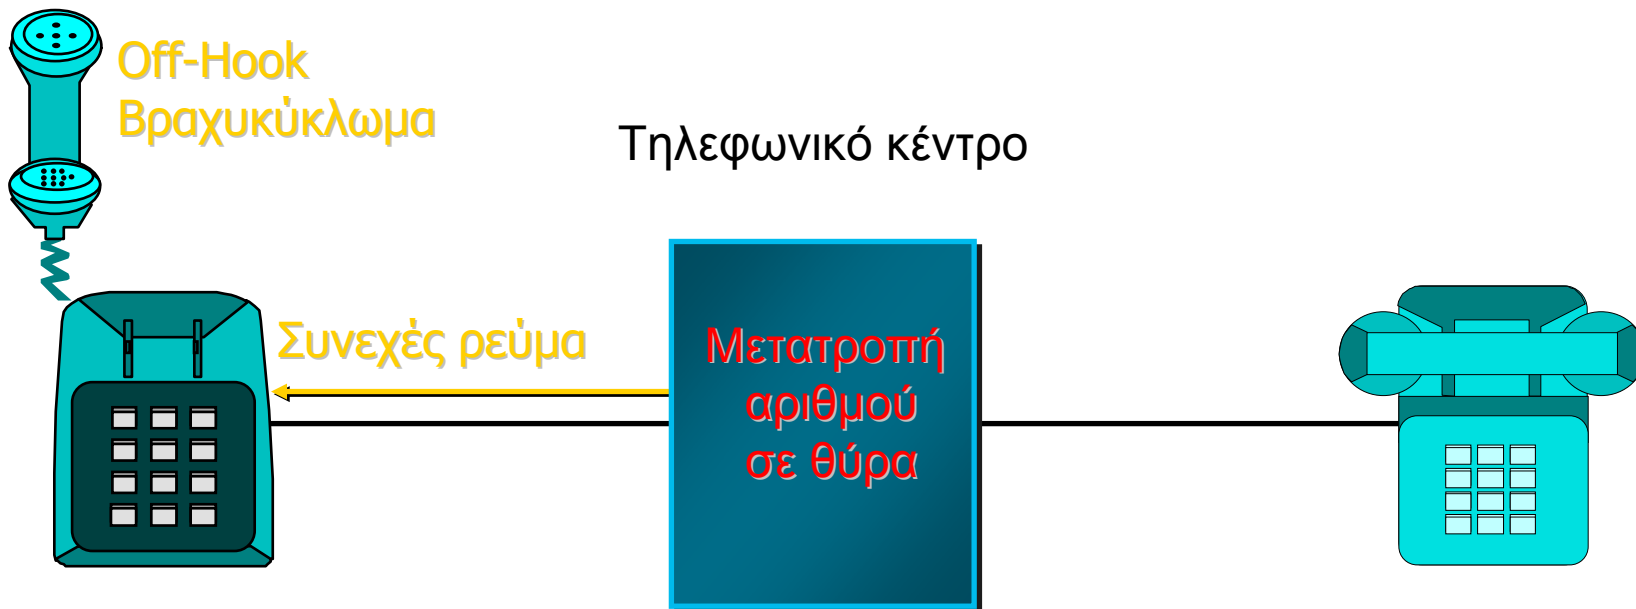 Off-Hook
Βραχυκύκλωμα
Τηλεφωνικό κέντρο
Συνεχές ρεύμα
Μετατροπή
αριθμού
σε θύρα